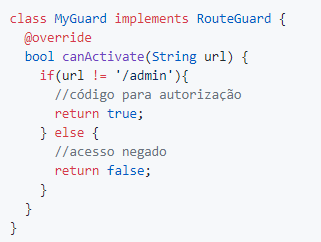 class MyGuard implements RouteGuard {
  @override
  bool canActivate(String url) {
    if(url != '/admin'){
      //código para autorização
      return true;
    } else {
      //acesso negado
      return false;
    }
  }
}